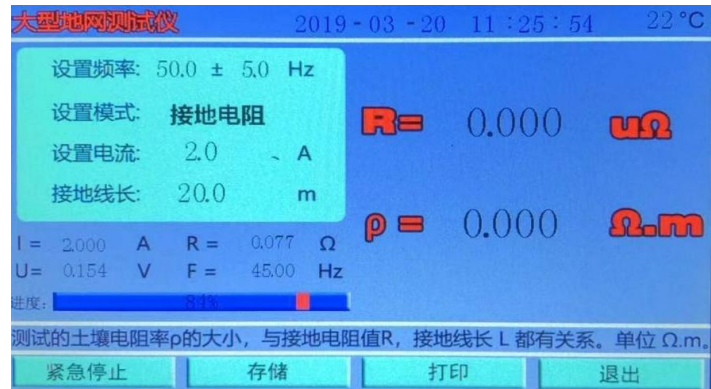 大型地网测试仪 2019-03-20 11:25:54 22°C
设置频率: 50.0 ± 5.0 Hz
设置模式: 接地电阻
设置电流: 2.0 、 A
接地线长: 20.0 m
R= 0.000 uΩ
ρ= 0.000 Ω.m
I = 2.000 A R = 0.077 Ω
U= 0.154 V F = 45.00 Hz
进度: 84%
测试的土壤电阻率ρ的大小，与接地电阻值R，接地线长 L 都有关系。单位 Ω.m。
紧急停止 存储 打印 退出